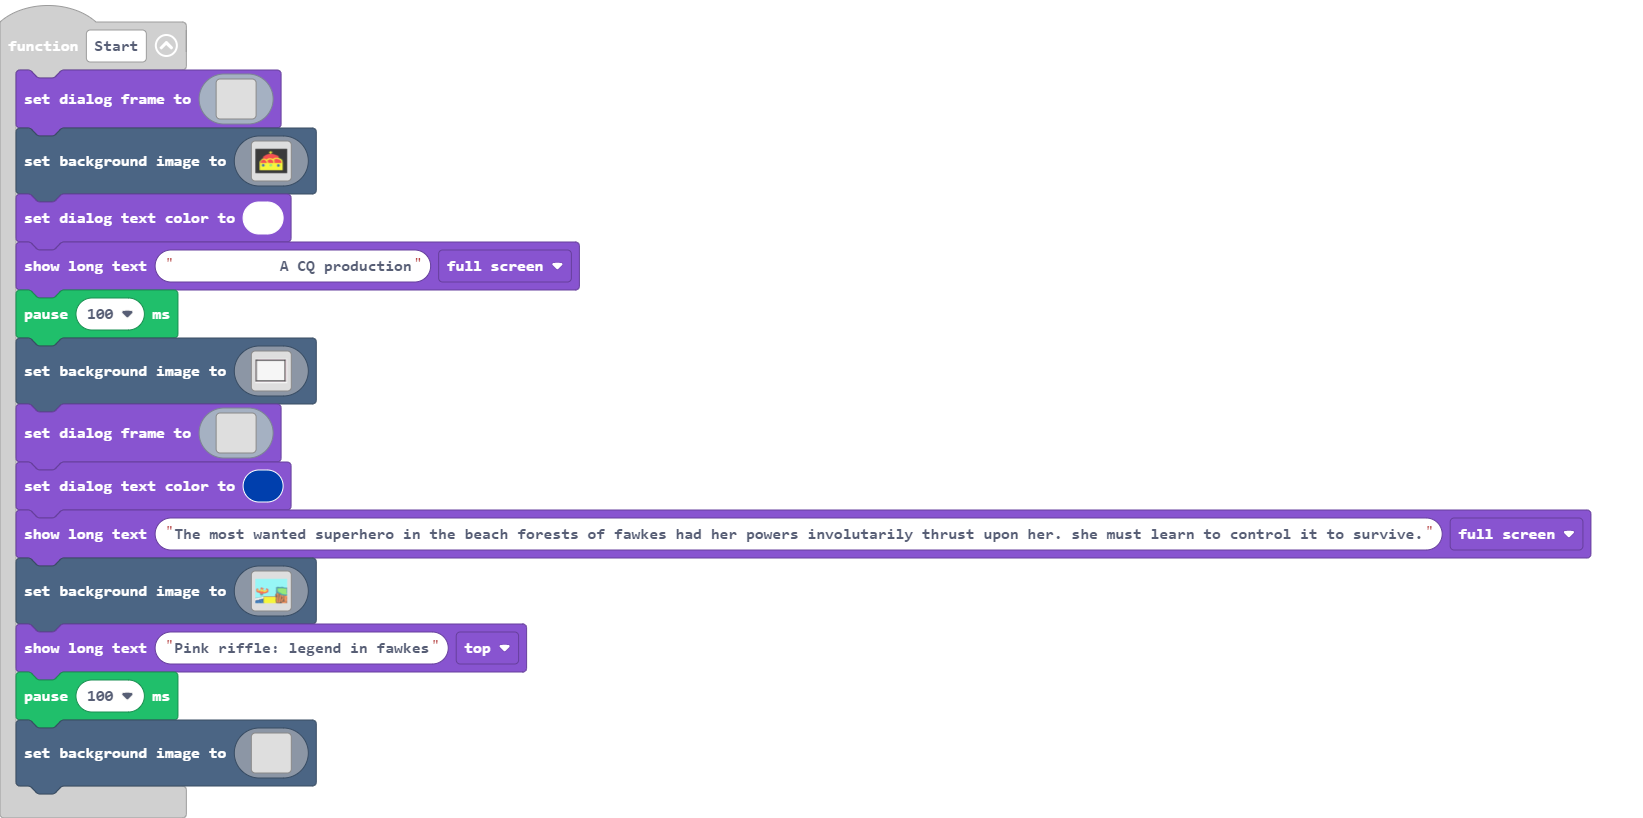 function Start
set dialog frame to
set background image to
set dialog text color to
show long text " A CQ production" full screen
pause 100 ms
set background image to
set dialog frame to
set dialog text color to
show long text "The most wanted superhero in the beach forests of fawkes had her powers involutarily thrust upon her. she must learn to control it to survive." full screen
set background image to
show long text "Pink riffle: legend in fawkes" top
pause 100 ms
set background image to